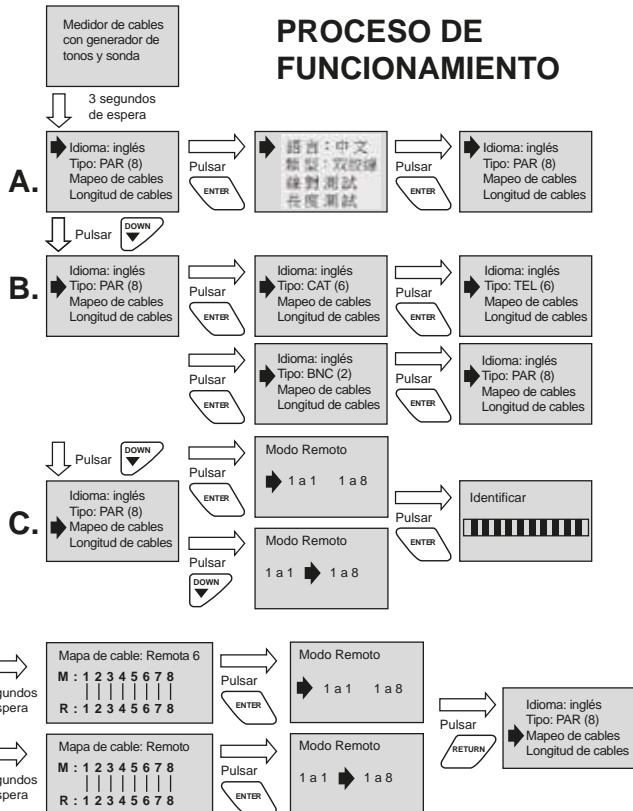 PROCESO DE
FUNCIONAMIENTO
Medidor de cables
con generador de
tonos y sonda
3 segundos
de espera
A.
Idioma: inglés
Tipo: PAR (8)
Mapeo de cables
Longitud de cables
Pulsar
ENTER
語言:中文
類型:双絞線
線對測試
長度測試
Pulsar
ENTER
Idioma: inglés
Tipo: PAR (8)
Mapeo de cables
Longitud de cables
Pulsar
DOWN
B.
Idioma: inglés
Tipo: PAR (8)
Mapeo de cables
Longitud de cables
Pulsar
ENTER
Idioma: inglés
Tipo: CAT (6)
Mapeo de cables
Longitud de cables
Pulsar
ENTER
Idioma: inglés
Tipo: TEL (6)
Mapeo de cables
Longitud de cables
Pulsar
ENTER
Idioma: inglés
Tipo: BNC (2)
Mapeo de cables
Longitud de cables
Pulsar
ENTER
Idioma: inglés
Tipo: PAR (8)
Mapeo de cables
Longitud de cables
Pulsar
DOWN
C.
Idioma: inglés
Tipo: PAR (8)
Mapeo de cables
Longitud de cables
Pulsar
ENTER
Modo Remoto
1 a 1 1 a 8
Pulsar
DOWN
Modo Remoto
1 a 1 1 a 8
Pulsar
ENTER
Identificar
gundos
spera
Mapa de cable: Remota 6
M : 1 2 3 4 5 6 7 8
R : 1 2 3 4 5 6 7 8
Pulsar
ENTER
Modo Remoto
1 a 1 1 a 8
gundos
spera
Mapa de cable: Remoto
M : 1 2 3 4 5 6 7 8
R : 1 2 3 4 5 6 7 8
Pulsar
ENTER
Modo Remoto
1 a 1 1 a 8
Pulsar
RETURN
Idioma: inglés
Tipo: PAR (8)
Mapeo de cables
Longitud de cables